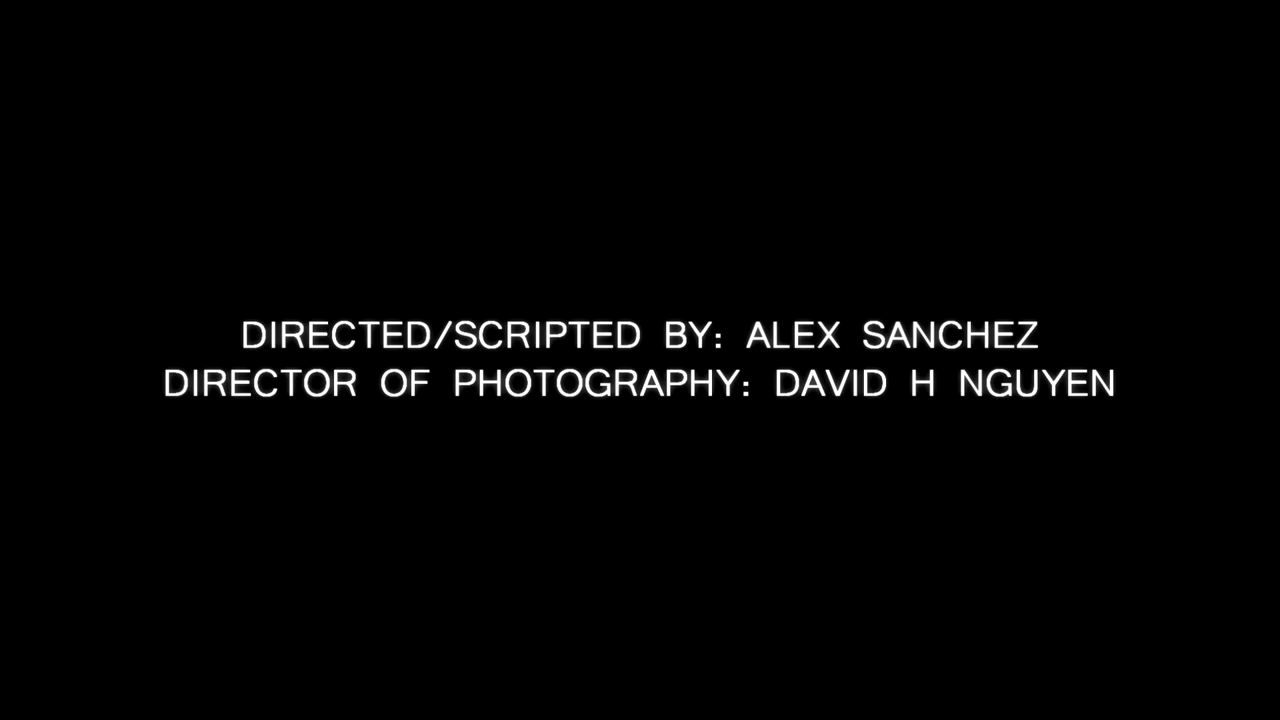 DIRECTED/SCRIPTED BY: ALEX SANCHEZ
DIRECTOR OF PHOTOGRAPHY: DAVID H NGUYEN